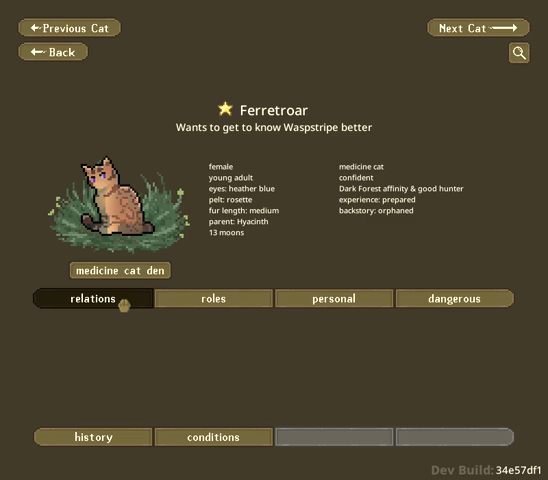 Previous Cat
Next Cat
Back
Ferretroar
Wants to get to know Waspstripe better
female
young adult
eyes: heather blue
pelt: rosette
fur length: medium
parent: Hyacinth
13 moons
medicine cat
confident
Dark Forest affinity & good hunter
experience: prepared
backstory: orphaned
medicine cat den
relations
roles
personal
dangerous
history
conditions
Dev Build: 34e57df1